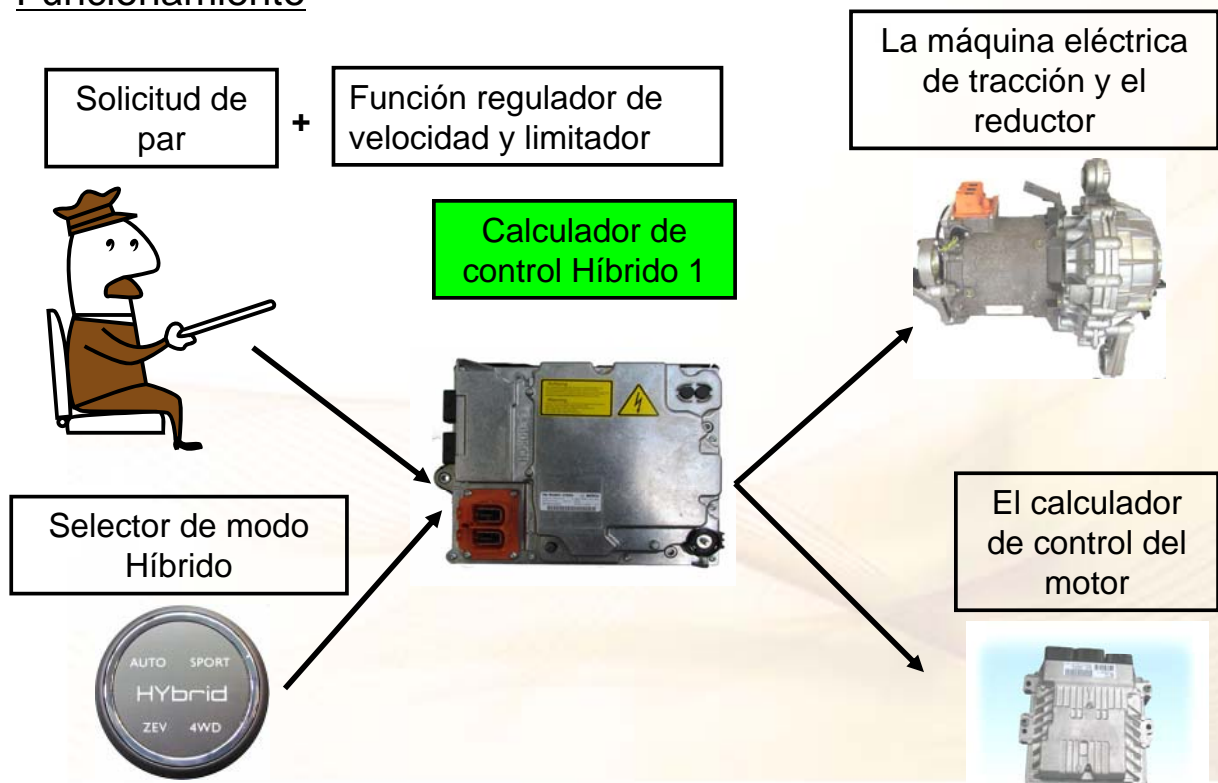 Funcionamiento
La máquina eléctrica
de tracción y el
reductor
Solicitud de
par
+
Función regulador de
velocidad y limitador
Calculador de
control Híbrido 1
Selector de modo
Híbrido
El calculador
de control del
motor
AUTO SPORT
HYbrid
ZEV 4WD